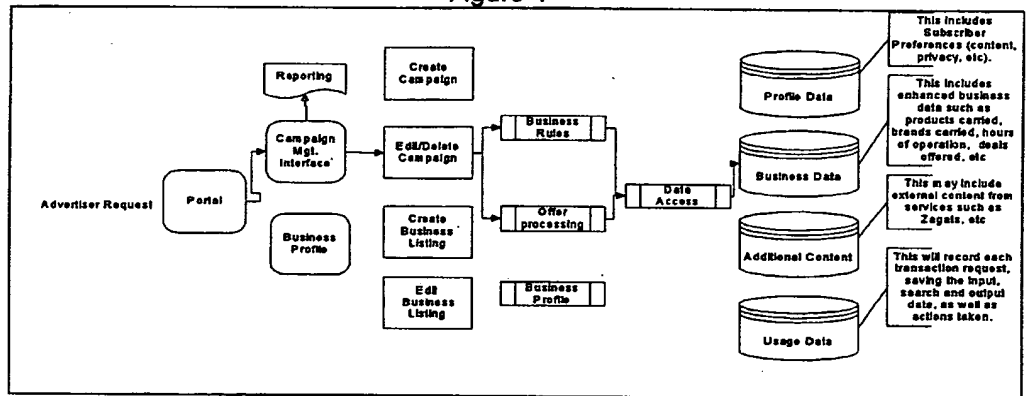 This includes
Subscriber
Preferences (content,
privacy, etc).
Reporting
Create
Campaign
Profile Data
This includes
enhanced business
data such as
products carried,
brands carried, hours
of operation, deals
offered, etc
Campaign
Mgt.
Interface
Edit/Delete
Campaign
Business
Rules
Business Data
Advertiser Request
Portal
Date
Access
This may include
external content from
services such as
Zagats, etc
Business
Profile
Create
Business
Listing
Offer
processing
Additional Content
This will record each
transaction request,
saving the input,
search and output
data, as well as
actions taken.
Edit
Business
Listing
Business
Profile
Usage Data